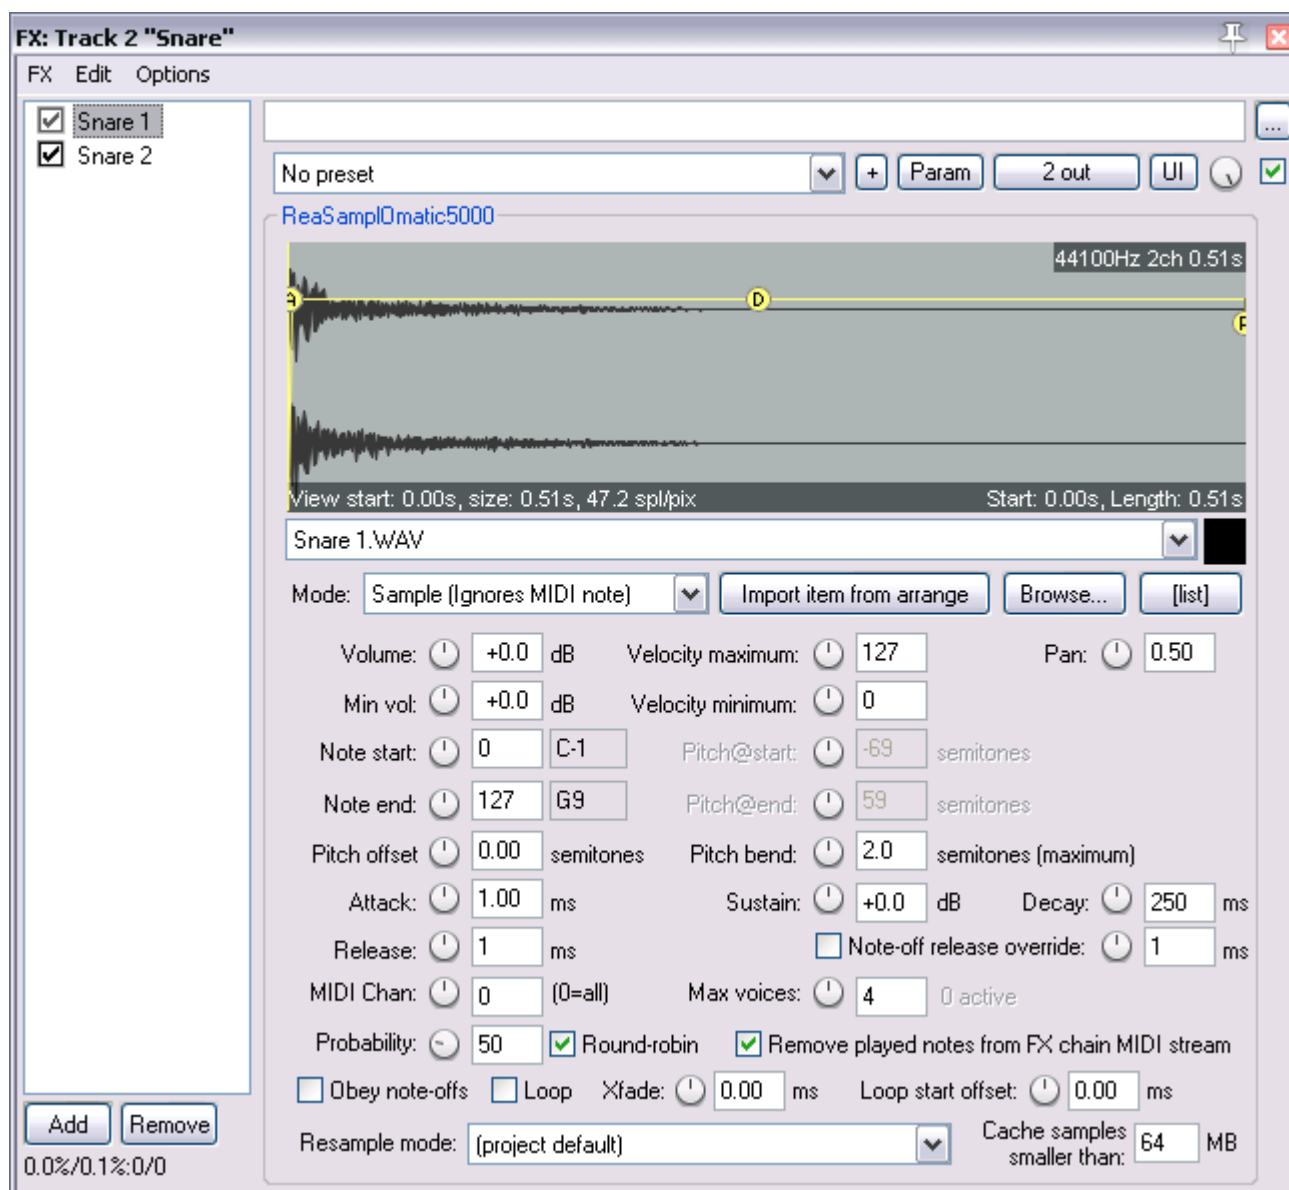 FX: Track 2 "Snare"
FX Edit Options
Snare 1
Snare 2
...
No preset + Param 2 out UI
ReaSamplOmatic5000
44100Hz 2ch 0.51s
A D
View start: 0.00s, size: 0.51s, 47.2 spl/pix Start: 0.00s, Length: 0.51s
Snare 1.WAV
Mode: Sample (Ignores MIDI note) Import item from arrange Browse... [list]
Volume: +0.0 dB Velocity maximum: 127 Pan: 0.50
Min vol: +0.0 dB Velocity minimum: 0
Note start: 0 C-1 Pitch@start: -69 semitones
Note end: 127 G9 Pitch@end: 59 semitones
Pitch offset 0.00 semitones Pitch bend: 2.0 semitones (maximum)
Attack: 1.00 ms Sustain: +0.0 dB Decay: 250 ms
Release: 1 ms Note-off release override: 1 ms
MIDI Chan: 0 (0=all) Max voices: 4 0 active
Probability: 50 Round-robin Remove played notes from FX chain MIDI stream
Obey note-offs Loop Xfade: 0.00 ms Loop start offset: 0.00 ms
Add Remove
Resample mode: (project default) Cache samples smaller than: 64 MB
0.0%/0.1%:0/0